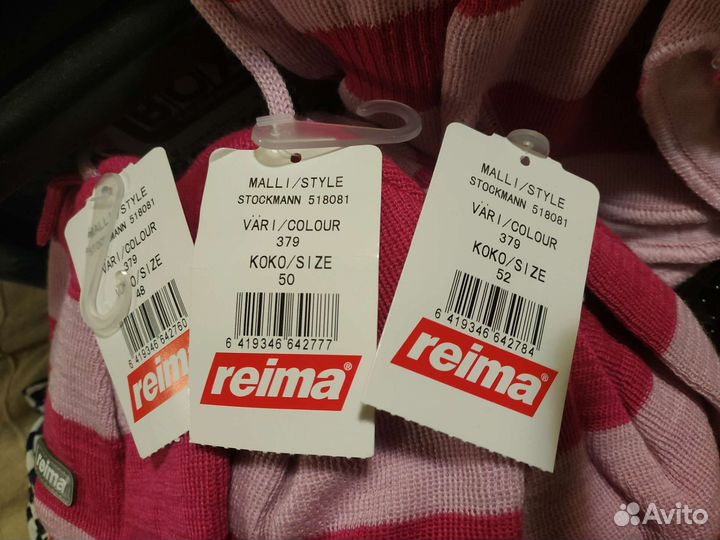 MALLI/STYLE
STOCKMANN 518081
VÄRI/COLOUR
379
KOKO/SIZE
48
6 419346 642760
reima
MALLI/STYLE
STOCKMANN 518081
VÄRI/COLOUR
379
KOKO/SIZE
50
6 419346 642777
reima®
MALLI/STYLE
STOCKMANN 518081
VÄRI/COLOUR
379
KOKO/SIZE
52
6 419346 642784
reima®
reima
Avito